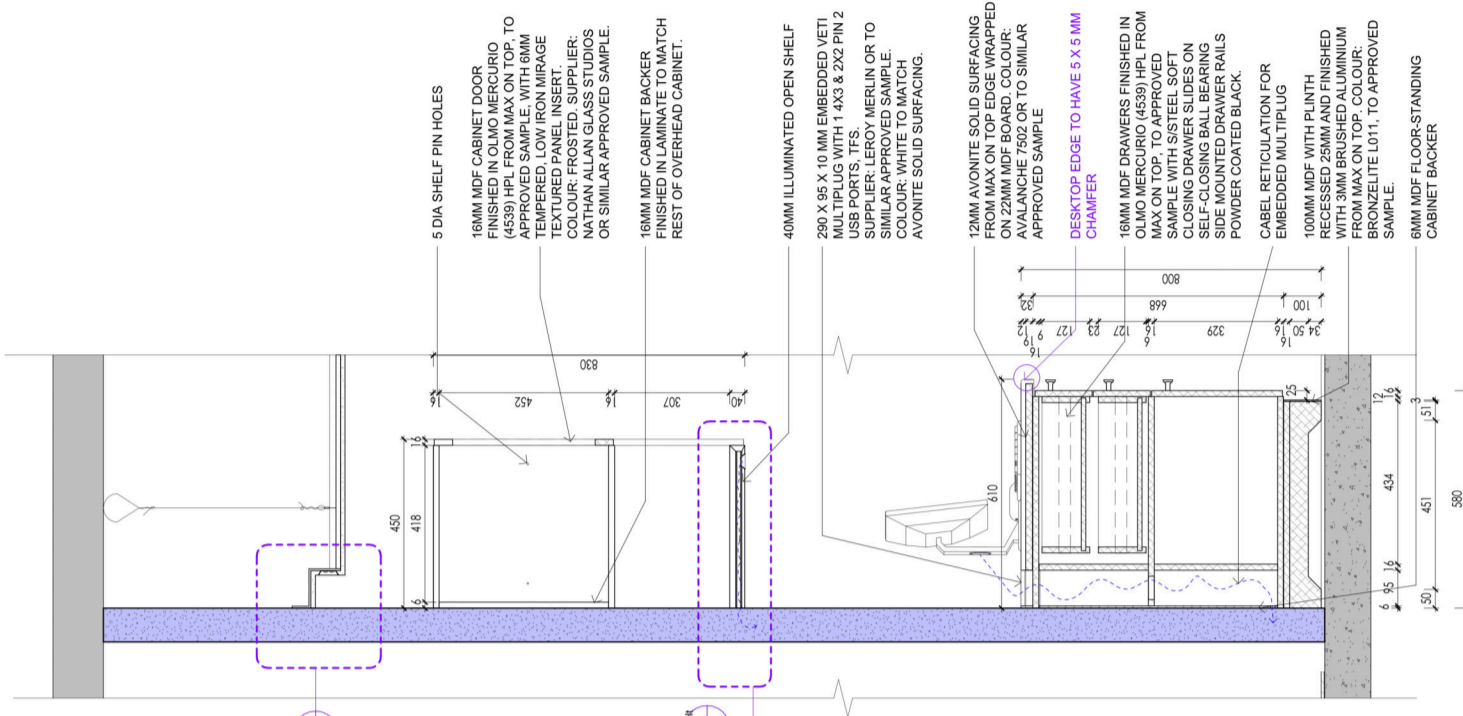 5 DIA SHELF PIN HOLES
16MM MDF CABINET DOOR
FINISHED IN OLMO MERCURIO
(4539) HPL FROM MAX ON TOP, TO
APPROVED SAMPLE, WITH 6MM
TEMPERED, LOW IRON MIRAGE
TEXTURED PANEL INSERT.
COLOUR: FROSTED. SUPPLIER:
NATHAN ALLAN GLASS STUDIOS
OR SIMILAR APPROVED SAMPLE.
16MM MDF CABINET BACKER
FINISHED IN LAMINATE TO MATCH
REST OF OVERHEAD CABINET.
40MM ILLUMINATED OPEN SHELF
290 X 95 X 10 MM EMBEDDED VETI
MULTIPLUG WITH 1 4X3 & 2X2 PIN 2
USB PORTS, TFS.
SUPPLIER: LEROY MERLIN OR TO
SIMILAR APPROVED SAMPLE.
COLOUR: WHITE TO MATCH
AVONITE SOLID SURFACING.
12MM AVONITE SOLID SURFACING
FROM MAX ON TOP EDGE WRAPPED
ON 22MM MDF BOARD. COLOUR:
AVALANCHE 7502 OR TO SIMILAR
APPROVED SAMPLE
DESKTOP EDGE TO HAVE 5 X 5 MM
CHAMFER
16MM MDF DRAWERS FINISHED IN
OLMO MERCURIO (4539) HPL FROM
MAX ON TOP, TO APPROVED
SAMPLE WITH S/STEEL SOFT
CLOSING DRAWER SLIDES ON
SELF-CLOSING BALL BEARING
SIDE MOUNTED DRAWER RAILS
POWDER COATED BLACK.
CABEL RETICULATION FOR
EMBEDDED MULTIPLUG
100MM MDF WITH PLINTH
RECESSED 25MM AND FINISHED
WITH 3MM BRUSHED ALUMINIUM
FROM MAX ON TOP. COLOUR:
BRONZELITE L011, TO APPROVED
SAMPLE.
6MM MDF FLOOR-STANDING
CABINET BACKER
830
16
452
16
307
40
450
6
418
16
610
800
32
668
100
12
19
16
9
127
23
127
6
16
329
16
16
50
34
25
6
95
16
434
12
16
50
451
51
3
580